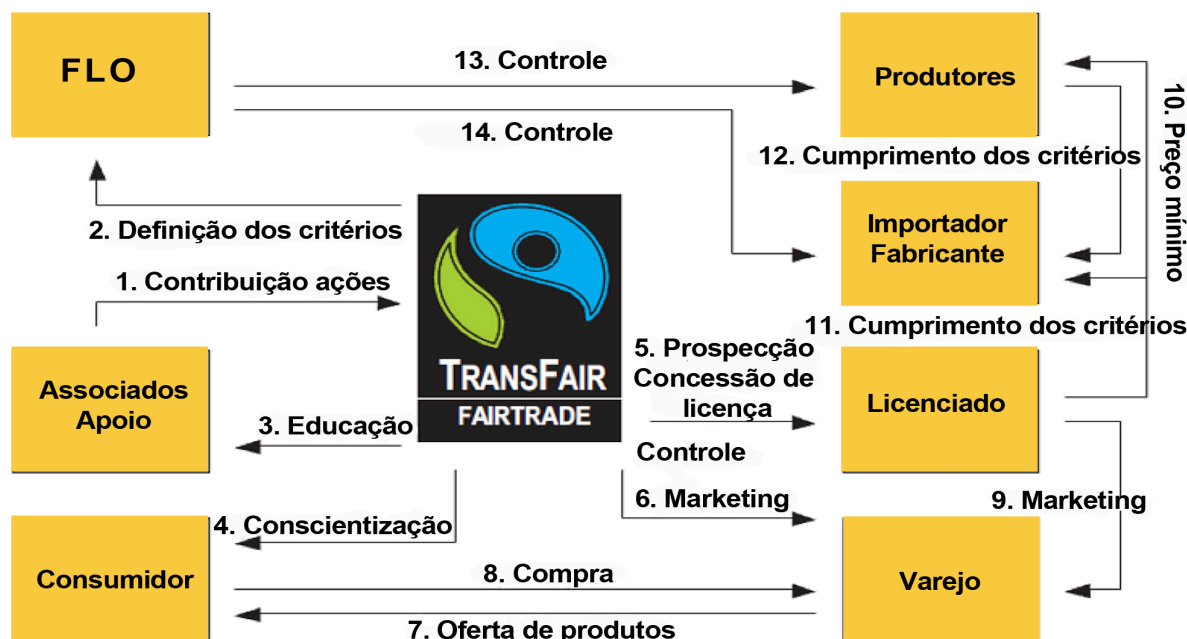 FLO
13. Controle
Produtores
14. Controle
10. Preço mínimo
12. Cumprimento dos critérios
2. Definição dos critérios
Importador
Fabricante
1. Contribuição ações
11. Cumprimento dos critérios
TRANSFAIR
FAIRTRADE
5. Prospecção
Concessão de
licença
Associados
Apoio
Licenciado
3. Educação
Controle
6. Marketing
9. Marketing
4. Conscientização
Consumidor
8. Compra
Varejo
7. Oferta de produtos